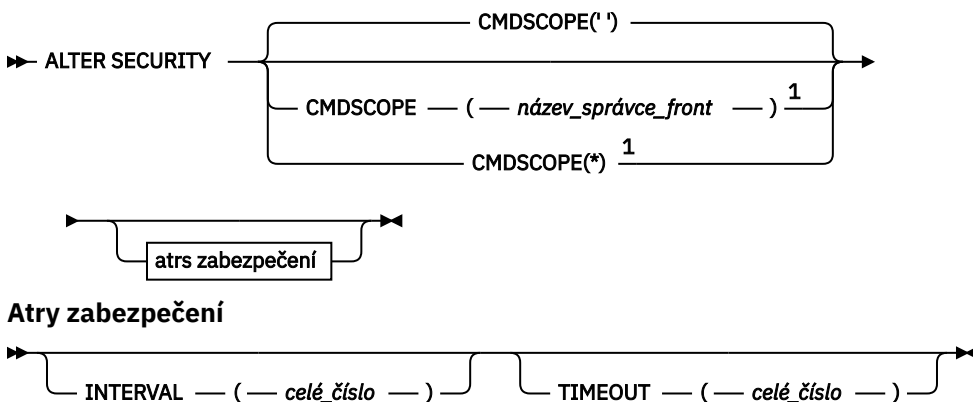 CMDSCOPE(' ')
ALTER SECURITY
CMDSCOPE ( název_správce_front ) 1
CMDSCOPE(*) 1
atrs zabezpečení
Atry zabezpečení
INTERVAL ( celé_číslo ) TIMEOUT ( celé_číslo )